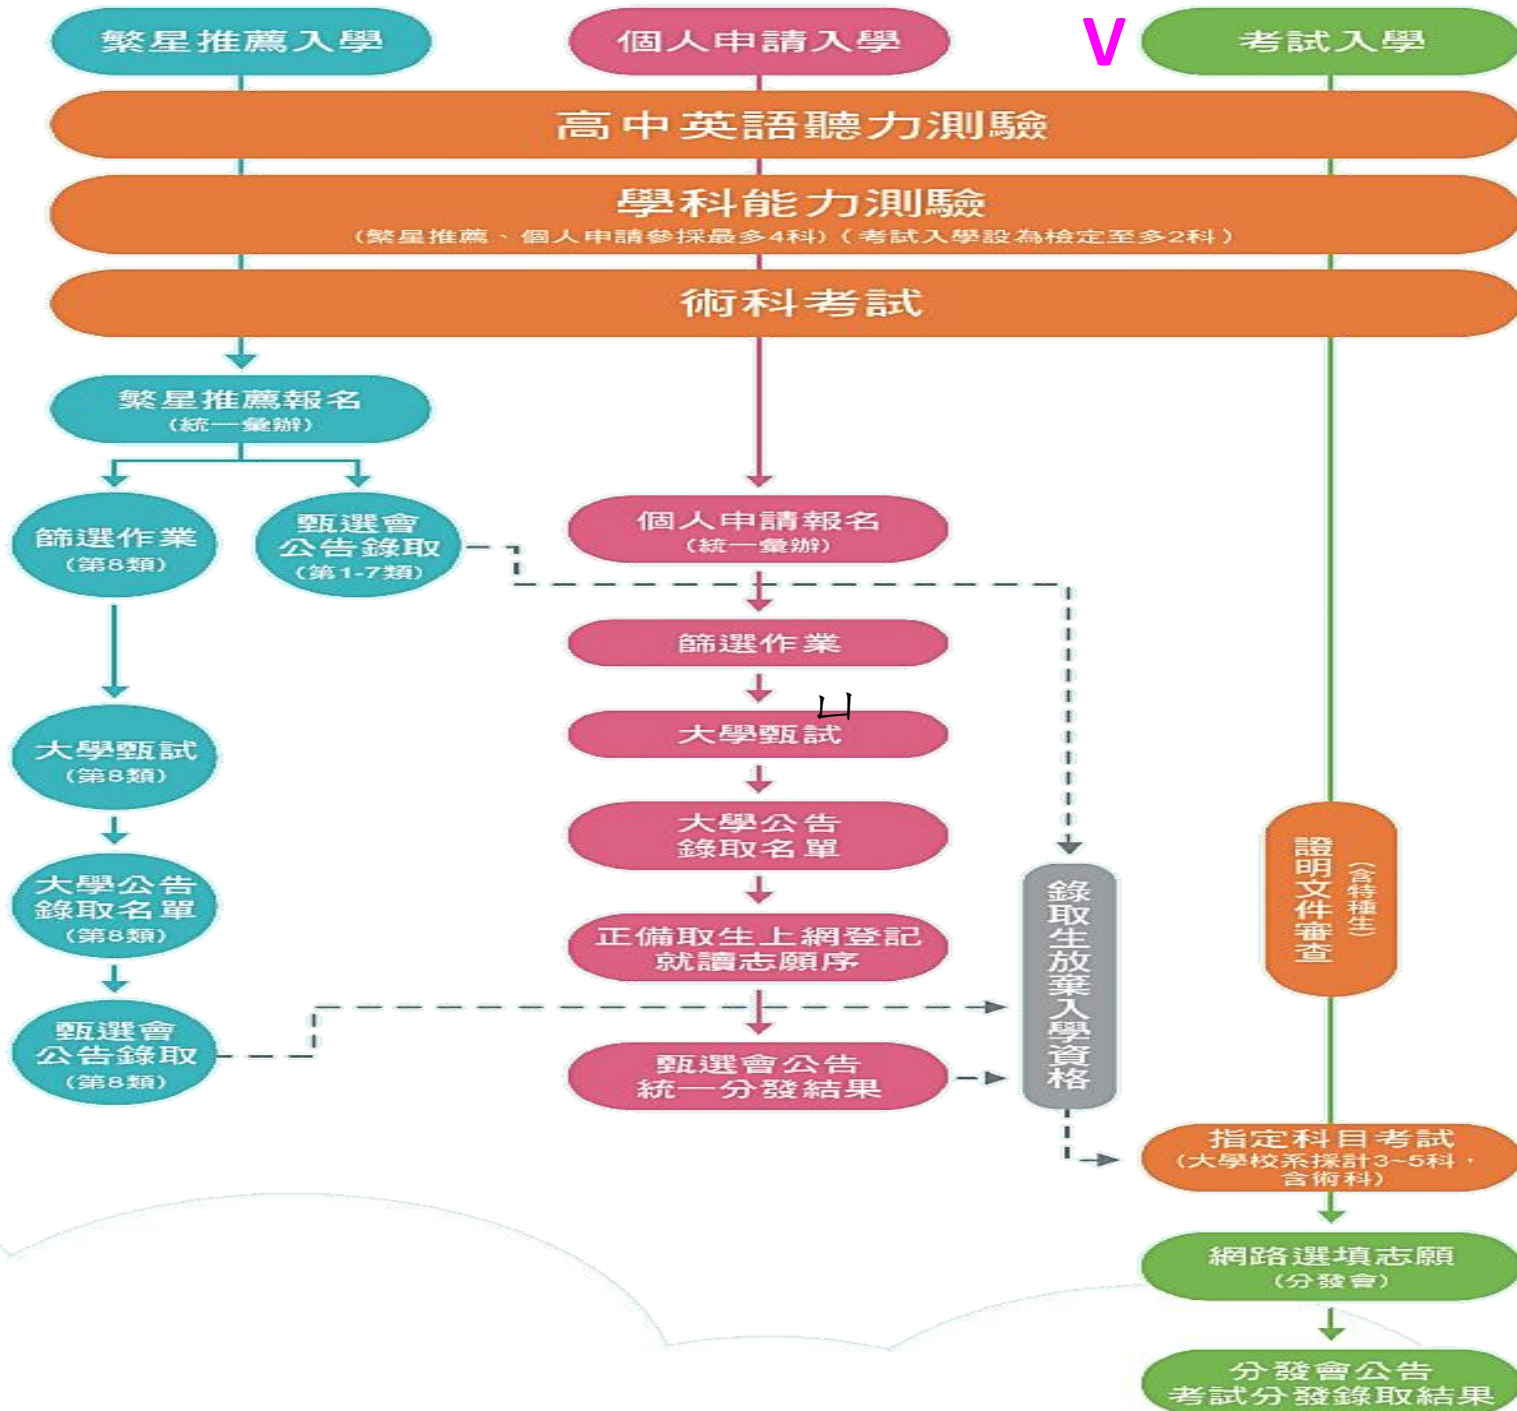 繁星推薦入學
個人申請入學
V
考試入學
高中英語聽力測驗
學科能力測驗
(繁星推薦、個人申請參採最多4科)(考試入學設為檢定至多2科)
術科考試
繁星推薦報名
(統一彙辦)
篩選作業
(第8類)
甄選會
公告錄取
(第1-7類)
個人申請報名
(統一彙辦)
篩選作業
凵
大學甄試
大學甄試
(第8類)
大學公告
錄取名單
大學公告
錄取名單
(第8類)
正備取生上網登記
就讀志願序
甄選會
公告錄取
(第8類)
甄選會公告
統一分發結果
錄取生放棄入學資格
證明文件審查
(含特種生)
指定科目考試
(大學校系採計3~5科，
含術科)
網路選填志願
(分發會)
分發會公告
考試分發錄取結果